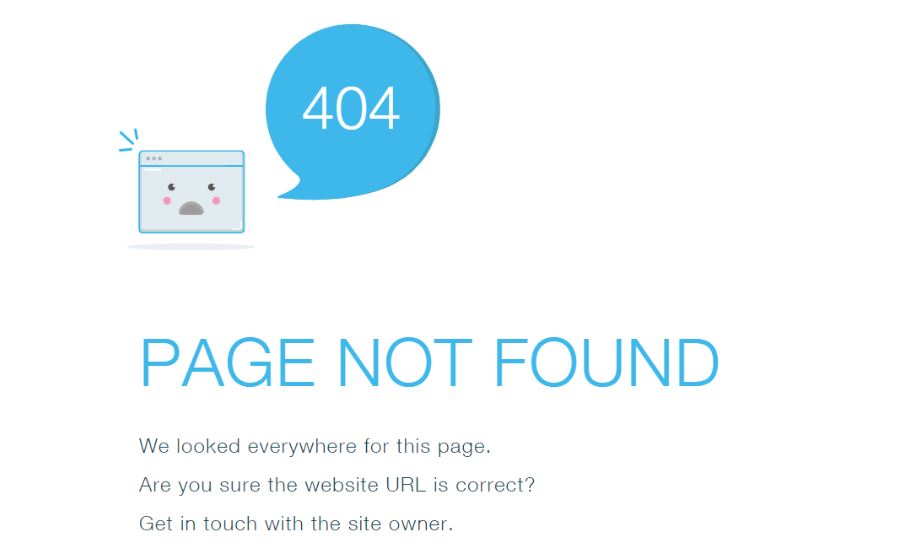 404
PAGE NOT FOUND
We looked everywhere for this page.
Are you sure the website URL is correct?
Get in touch with the site owner.